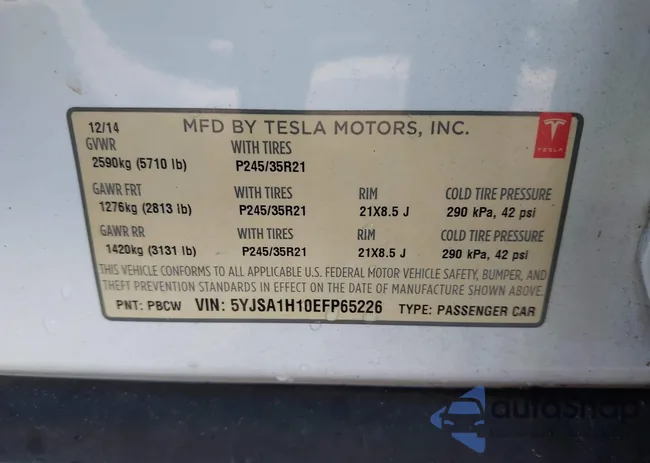 12/14 MFD BY TESLA MOTORS, INC.
GVWR WITH TIRES
2590kg (5710 lb) P245/35R21
TESLA
GAWR FRT WITH TIRES RIM COLD TIRE PRESSURE
1276kg (2813 lb) P245/35R21 21X8.5 J 290 kPa, 42 psi
GAWR RR WITH TIRES RIM COLD TIRE PRESSURE
1420kg (3131 lb) P245/35R21 21X8.5 J 290 kPa, 42 psi
THIS VEHICLE CONFORMS TO ALL APPLICABLE U.S. FEDERAL MOTOR VEHICLE SAFETY, BUMPER, AND
THEFT PREVENTION STANDARDS IN EFFECT ON THE DATE OF MANUFACTURE SHOWN ABOVE.
PNT: PBCW VIN: 5YJSA1H10EFP65226 TYPE: PASSENGER CAR
autoSnap